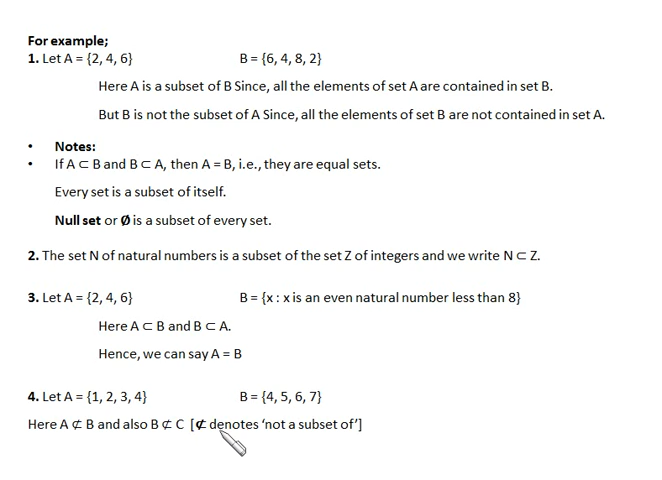 For example;
1. Let A = {2, 4, 6} B = {6, 4, 8, 2}
Here A is a subset of B Since, all the elements of set A are contained in set B.
But B is not the subset of A Since, all the elements of set B are not contained in set A.
• Notes:
• If A ⊂ B and B ⊂ A, then A = B, i.e., they are equal sets.
Every set is a subset of itself.
Null set or Ø is a subset of every set.
2. The set N of natural numbers is a subset of the set Z of integers and we write N ⊂ Z.
3. Let A = {2, 4, 6} B = {x : x is an even natural number less than 8}
Here A ⊂ B and B ⊂ A.
Hence, we can say A = B
4. Let A = {1, 2, 3, 4} B = {4, 5, 6, 7}
Here A ⊄ B and also B ⊄ C [⊄ denotes ‘not a subset of’]